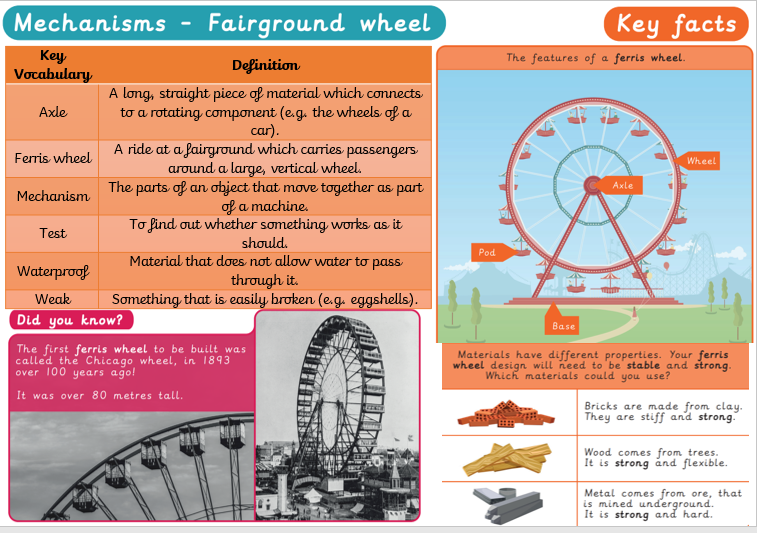 Mechanisms - Fairground wheel
Key
Vocabulary
Definition
Axle
A long, straight piece of material which connects
to a rotating component (e.g. the wheels of a
car).
Ferris wheel
A ride at a fairground which carries passengers
around a large, vertical wheel.
Mechanism
The parts of an object that move together as part
of a machine.
Test
To find out whether something works as it
should.
Waterproof
Material that does not allow water to pass
through it.
Weak
Something that is easily broken (e.g. eggshells).
Did you know?
The first ferris wheel to be built was
called the Chicago wheel, in 1893
over 100 years ago!
It was over 80 metres tall.
Key facts
The features of a ferris wheel.
Wheel
Axle
Pod
Base
Materials have different properties. Your ferris
wheel design will need to be stable and strong.
Which materials could you use?
Bricks are made from clay.
They are stiff and strong.
Wood comes from trees.
It is strong and flexible.
Metal comes from ore, that
is mined underground.
It is strong and hard.